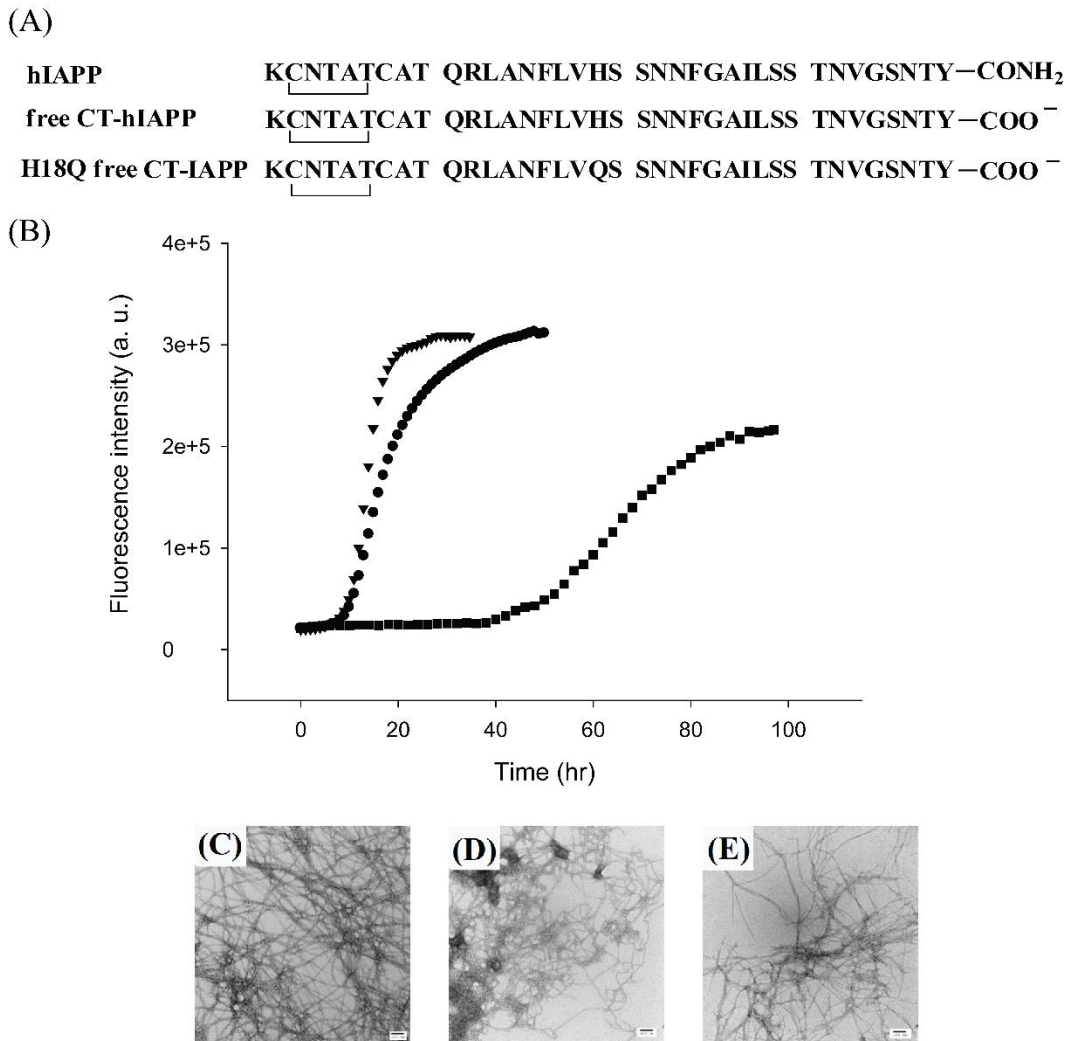 (A)
hIAPP KCNTATCAT QRLANFLVHS SNNFGAILSS TNVGSNTY—CONH2
free CT-hIAPP KCNTATCAT QRLANFLVHS SNNFGAILSS TNVGSNTY—COO−
H18Q free CT-IAPP KCNTATCAT QRLANFLVQS SNNFGAILSS TNVGSNTY—COO−
(B)
4e+5
3e+5
2e+5
1e+5
0
Fluorescence intensity (a. u.)
0 20 40 60 80 100
Time (hr)
(C) (D) (E)